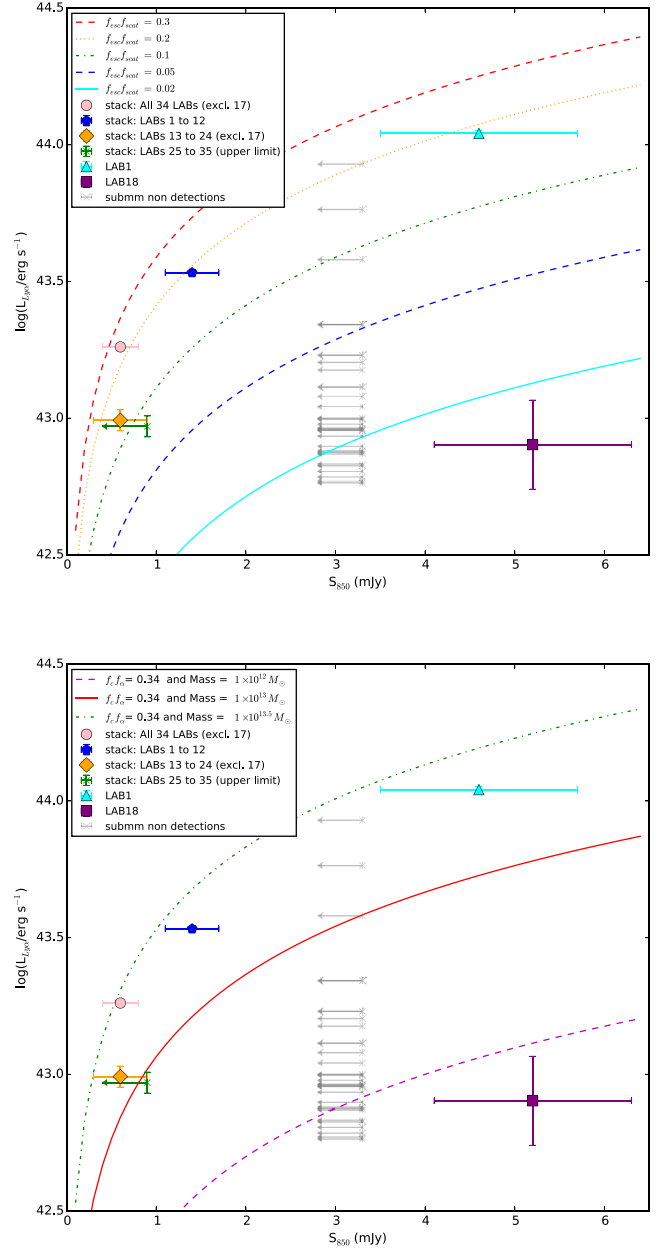 44.5
44.0
43.5
43.0
42.5
log(L_Lyα/erg s⁻¹)
f_esc f_scat = 0.3
f_esc f_scat = 0.2
f_esc f_scat = 0.1
f_esc f_scat = 0.05
f_esc f_scat = 0.02
stack: All 34 LABs (excl. 17)
stack: LABs 1 to 12
stack: LABs 13 to 24 (excl. 17)
stack: LABs 25 to 35 (upper limit)
LAB1
LAB18
submm non detections
0 1 2 3 4 5 6
S₈₅₀ (mJy)
44.5
44.0
43.5
43.0
42.5
log(L_Lyα/erg s⁻¹)
f_c f_α= 0.34 and Mass = 1×10¹² M_⊙
f_c f_α= 0.34 and Mass = 1×10¹³ M_⊙
f_c f_α= 0.34 and Mass = 1×10^13.5 M_⊙
stack: All 34 LABs (excl. 17)
stack: LABs 1 to 12
stack: LABs 13 to 24 (excl. 17)
stack: LABs 25 to 35 (upper limit)
LAB1
LAB18
submm non detections
0 1 2 3 4 5 6
S₈₅₀ (mJy)